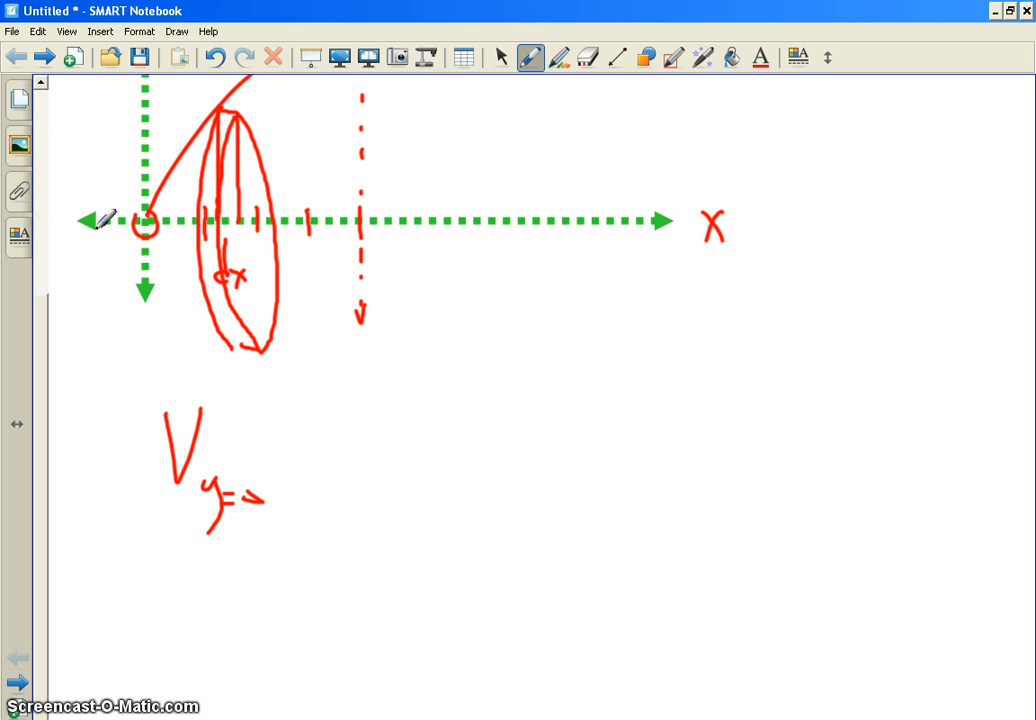 Untitled * - SMART Notebook
File Edit View Insert Format Draw Help
X
dx
V
y=
Screencast-O-Matic.com